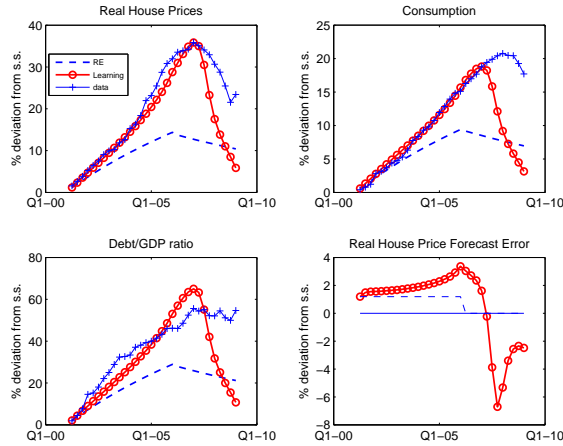 Real House Prices
Consumption
% deviation from s.s.
40
30
20
10
0
RE
Learning
data
Q1−00
Q1−05
Q1−10
% deviation from s.s.
25
20
15
10
5
0
Q1−00
Q1−05
Q1−10
Debt/GDP ratio
Real House Price Forecast Error
% deviation from s.s.
80
60
40
20
0
Q1−00
Q1−05
Q1−10
% deviation from s.s.
4
2
0
−2
−4
−6
−8
Q1−00
Q1−05
Q1−10